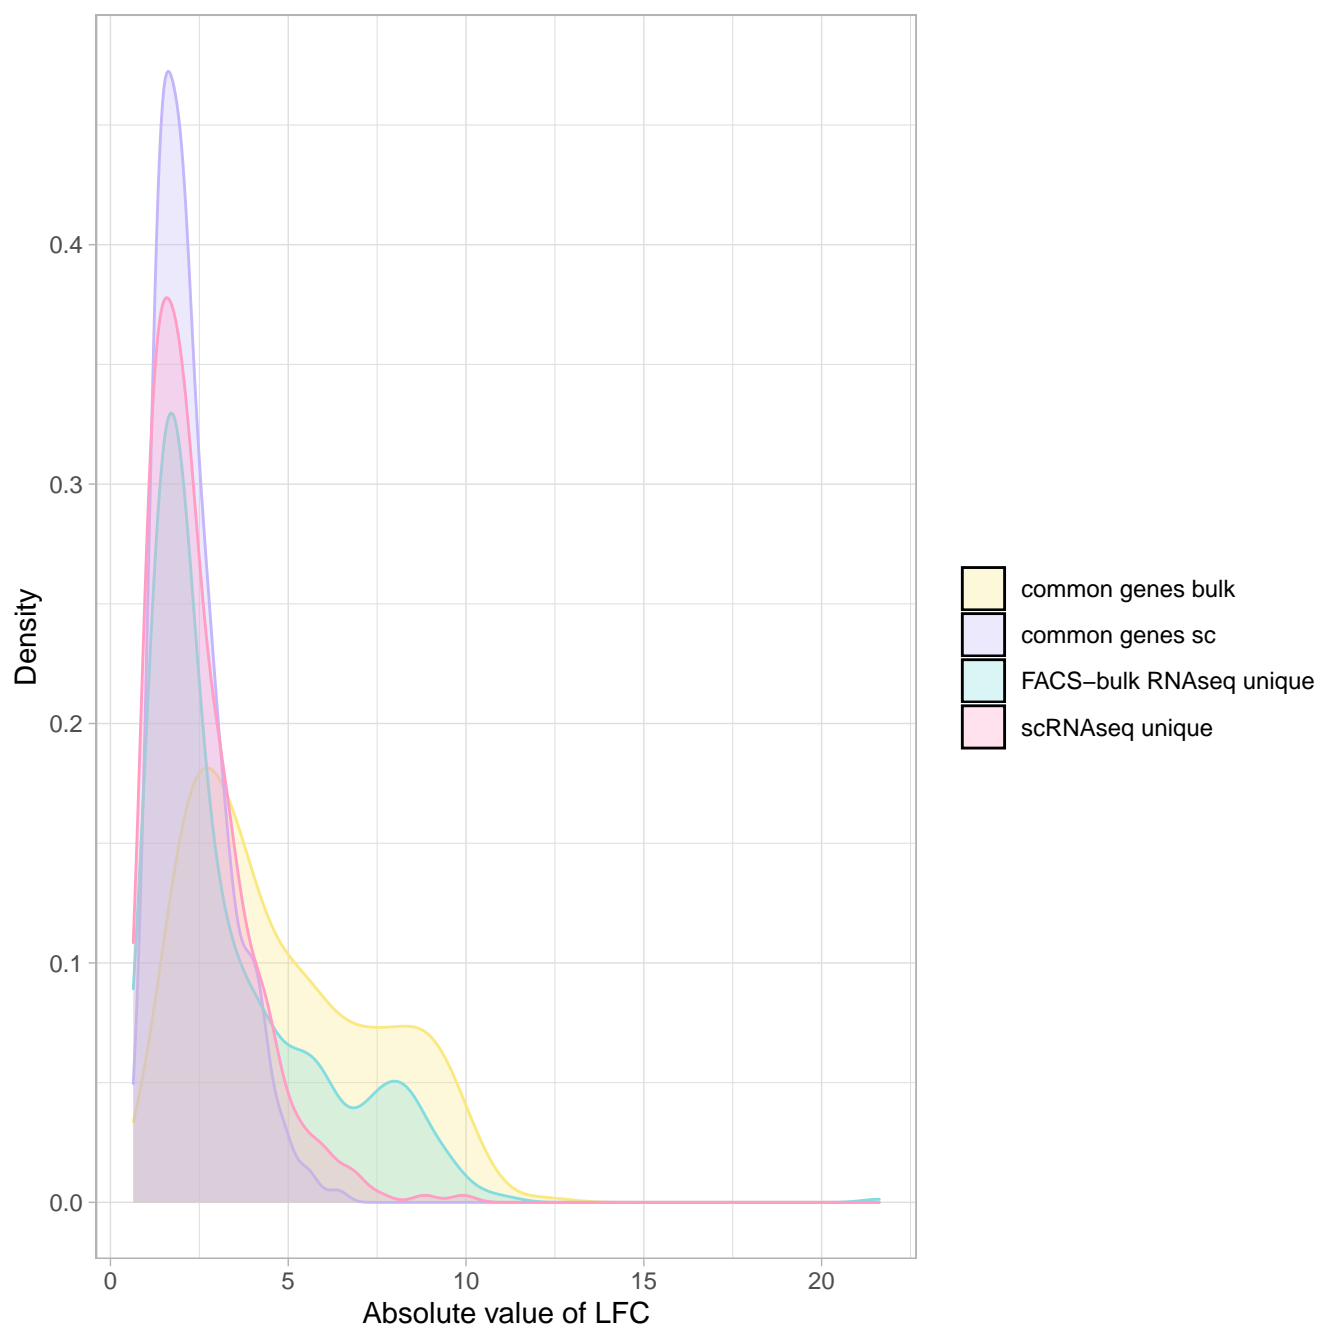 Density
0.4
0.3
0.2
0.1
0.0
0
5
10
15
20
Absolute value of LFC
common genes bulk
common genes sc
FACS−bulk RNAseq unique
scRNAseq unique